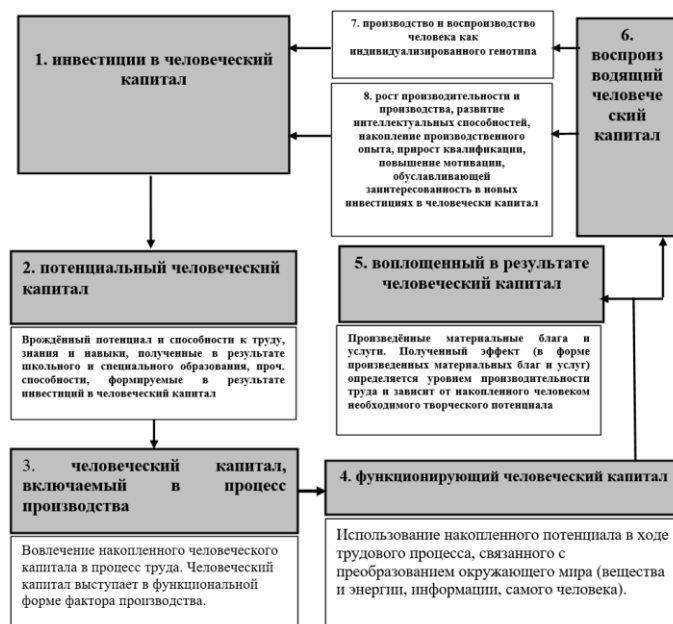 1. инвестиции в человеческий
капитал
7. производство и воспроизводство
человека как
индивидуализированного генотипа
8. рост производительности и
производства, развитие
интеллектуальных способностей,
накопление производственного
опыта, прирост квалификации,
повышение мотивации,
обуславливающей
заинтересованность в новых
инвестициях в человечески капитал
6.
воспроиз
водящий
человече
ский
капитал
2. потенциальный человеческий
капитал
Врождённый потенциал и способности к труду,
знания и навыки, полученные в результате
школьного и специального образования, проч.
способности, формируемые в результате
инвестиций в человеческий капитал
5. воплощенный в результате
человеческий капитал
Произведённые материальные блага и
услуги. Полученный эффект (в форме
произведенных материальных благ и услуг)
определяется уровнем производительности
труда и зависит от накопленного человеком
необходимого творческого потенциала
3. человеческий капитал,
включаемый в процесс
производства
Вовлечение накопленного человеческого
капитала в процесс труда. Человеческий
капитал выступает в функциональной
форме фактора производства.
4. функционирующий человеческий капитал
Использование накопленного потенциала в ходе
трудового процесса, связанного с
преобразованием окружающего мира (вещества
и энергии, информации, самого человека).